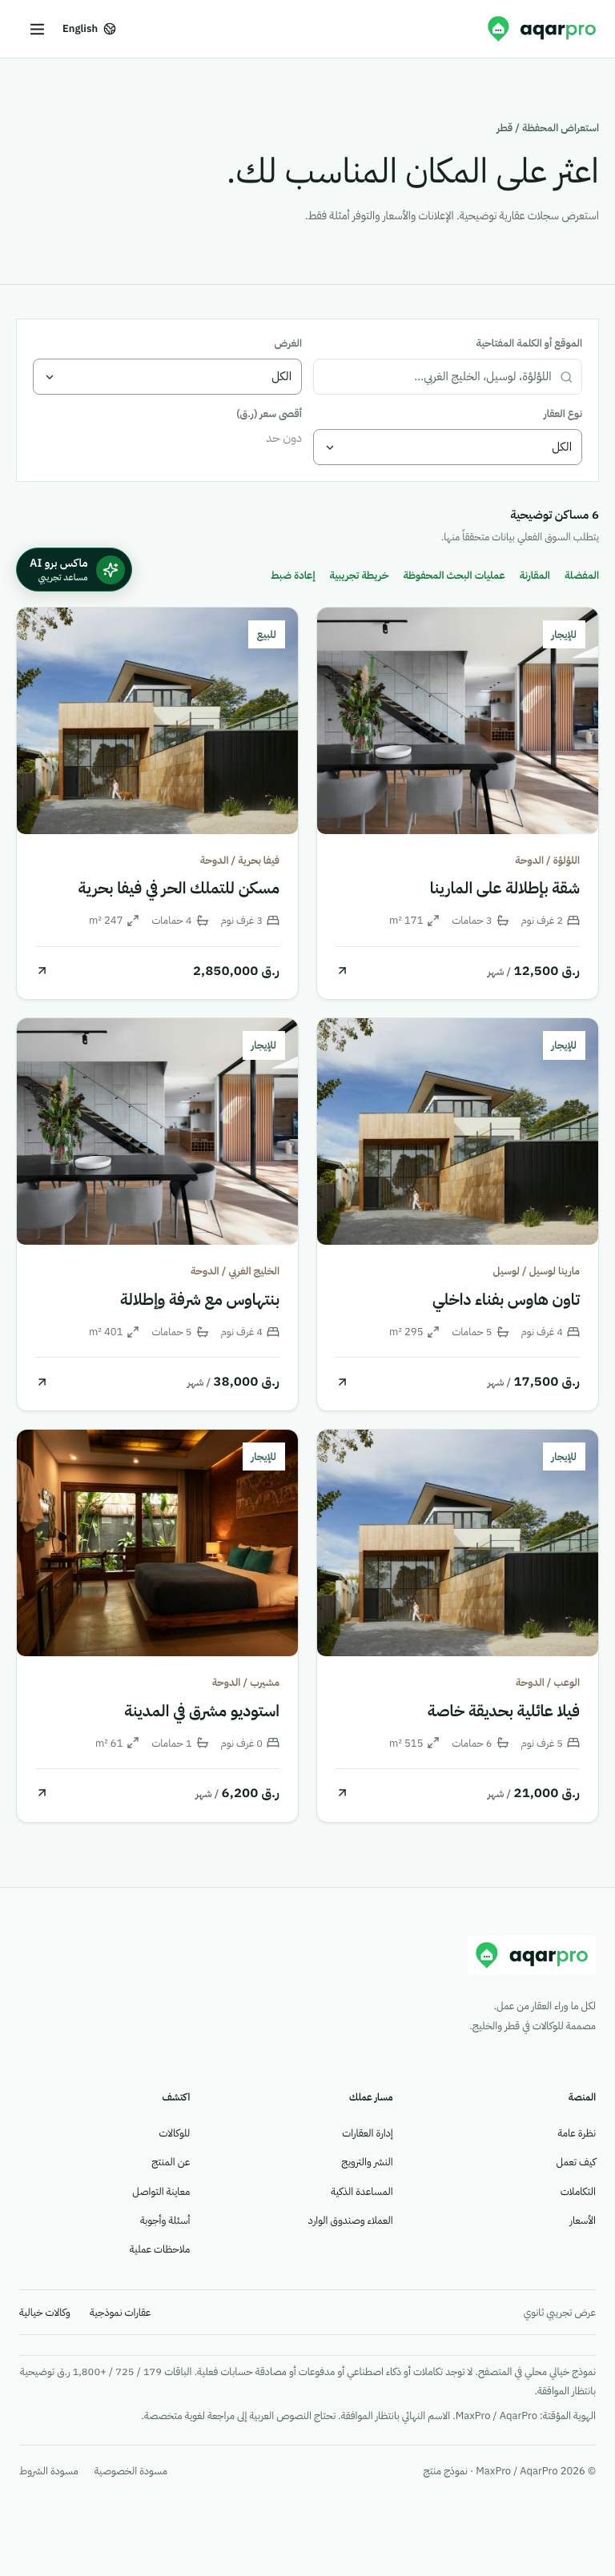 aqarpro
English
استعراض المحفظة / قطر
اعثر على المكان المناسب لك.
استعرض سجلات عقارية توضيحية. الإعلانات والأسعار والتوفر أمثلة فقط.
الموقع أو الكلمة المفتاحية
اللؤلؤة، لوسيل، الخليج الغربي...
الغرض
الكل
نوع العقار
الكل
أقصى سعر (ر.ق)
دون حد
6 مساكن توضيحية
يتطلب السوق الفعلي بيانات متحققاً منها.
المفضلة
المقارنة
عمليات البحث المحفوظة
خريطة تجريبية
إعادة ضبط
ماكس برو AI
مساعد تجريبي
للإيجار
اللؤلؤة / الدوحة
شقة بإطلالة على المارينا
2 غرف نوم
3 حمامات
171 m²
ر.ق 12,500 / شهر
للبيع
فيفا بحرية / الدوحة
مسكن للتملك الحر في فيفا بحرية
3 غرف نوم
4 حمامات
247 m²
ر.ق 2,850,000
للإيجار
مارينا لوسيل / لوسيل
تاون هاوس بفناء داخلي
4 غرف نوم
5 حمامات
295 m²
ر.ق 17,500 / شهر
للإيجار
الخليج الغربي / الدوحة
بنتهاوس مع شرفة وإطلالة
4 غرف نوم
5 حمامات
401 m²
ر.ق 38,000 / شهر
للإيجار
الوعب / الدوحة
فيلا عائلية بحديقة خاصة
5 غرف نوم
6 حمامات
515 m²
ر.ق 21,000 / شهر
للإيجار
مشيرب / الدوحة
استوديو مشرق في المدينة
0 غرف نوم
1 حمامات
61 m²
ر.ق 6,200 / شهر
aqarpro
لكل ما وراء العقار من عمل.
مصممة للوكالات في قطر والخليج.
المنصة
نظرة عامة
كيف تعمل
التكاملات
الأسعار
مسار عملك
إدارة العقارات
النشر والترويج
المساعدة الذكية
العملاء وصندوق الوارد
اكتشف
للوكالات
عن المنتج
معاينة التواصل
أسئلة وأجوبة
ملاحظات عملية
عرض تجريبي ثانوي
عقارات نموذجية
وكالات خيالية
نموذج خيالي محلي في المتصفح. لا توجد تكاملات أو ذكاء اصطناعي أو مدفوعات أو مصادقة حسابات فعلية. الباقات 179 / 725 / +1,800 ر.ق توضيحية
بانتظار الموافقة.
الهوية المؤقتة: MaxPro / AqarPro. الاسم النهائي بانتظار الموافقة. تحتاج النصوص العربية إلى مراجعة لغوية متخصصة.
© 2026 MaxPro / AqarPro · نموذج منتج
مسودة الخصوصية
مسودة الشروط